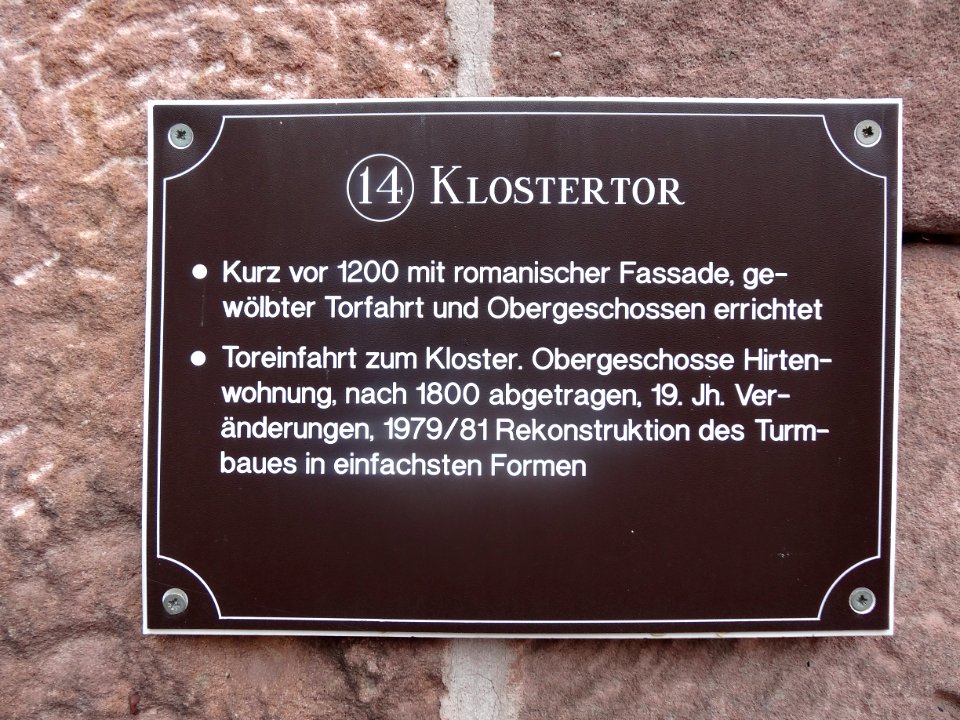 14 KLOSTERTOR
● Kurz vor 1200 mit romanischer Fassade, ge-
wölbter Torfahrt und Obergeschossen errichtet
● Toreinfahrt zum Kloster. Obergeschosse Hirten-
wohnung, nach 1800 abgetragen, 19. Jh. Ver-
änderungen, 1979/81 Rekonstruktion des Turm-
baues in einfachsten Formen